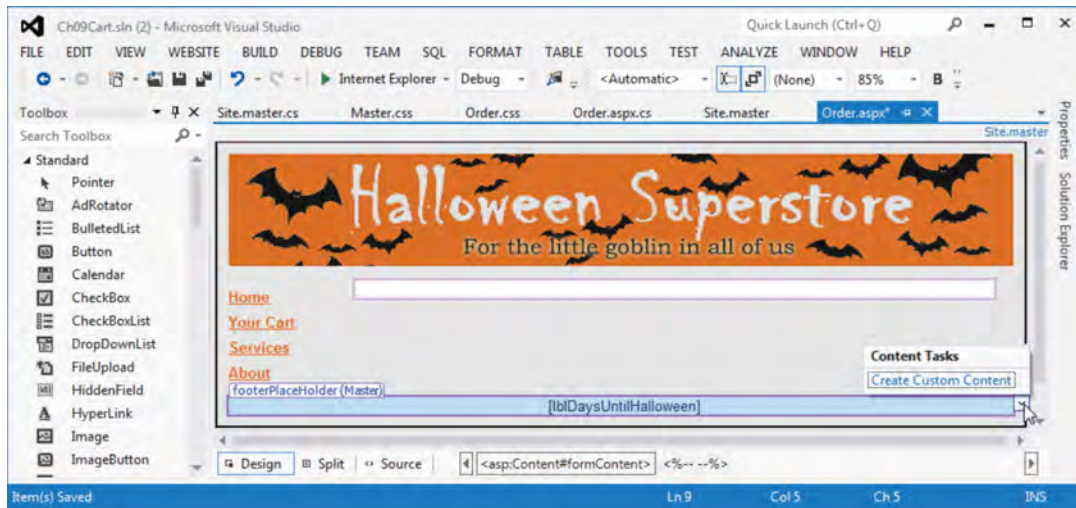 Ch09Cart.sln (2) - Microsoft Visual Studio
Quick Launch (Ctrl+Q)
FILE EDIT VIEW WEBSITE BUILD DEBUG TEAM SQL FORMAT TABLE TOOLS TEST ANALYZE WINDOW HELP
Internet Explorer Debug <Automatic> (None) 85% B
Toolbox
Site.master.cs Master.css Order.css Order.aspx.cs Site.master Order.aspx*
Search Toolbox
Site.master
Properties
Solution Explorer
Standard
Pointer
AdRotator
BulletedList
Button
Calendar
CheckBox
CheckBoxList
DropDownList
FileUpload
HiddenField
HyperLink
Image
ImageButton
Halloween Superstore
For the little goblin in all of us
Home
Your Cart
Services
About
footerPlaceHolder (Master)
[lblDaysUntilHalloween]
Content Tasks
Create Custom Content
Design Split Source <asp:Content#formContent> <%-- --%>
Item(s) Saved Ln 9 Col 5 Ch 5 INS